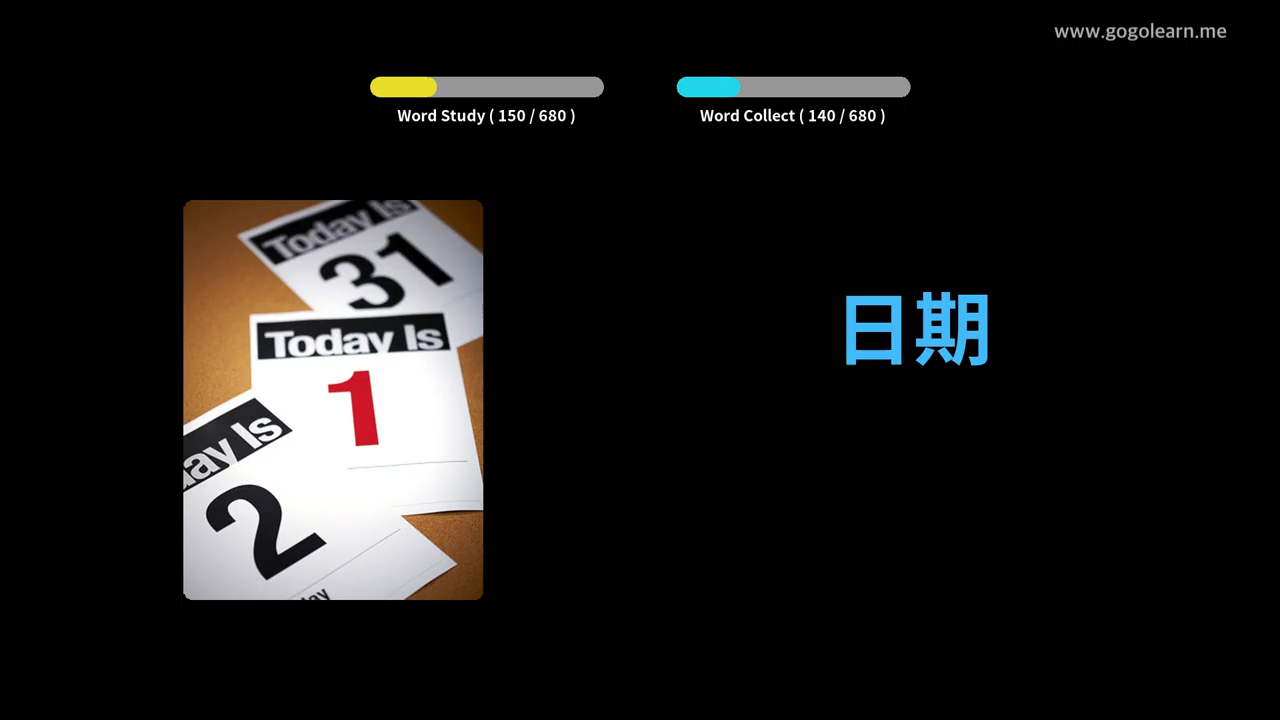 www.gogolearn.me
Word Study ( 150 / 680 )
Word Collect ( 140 / 680 )
Today Is
31
Today Is
1
ay Is
2
日期